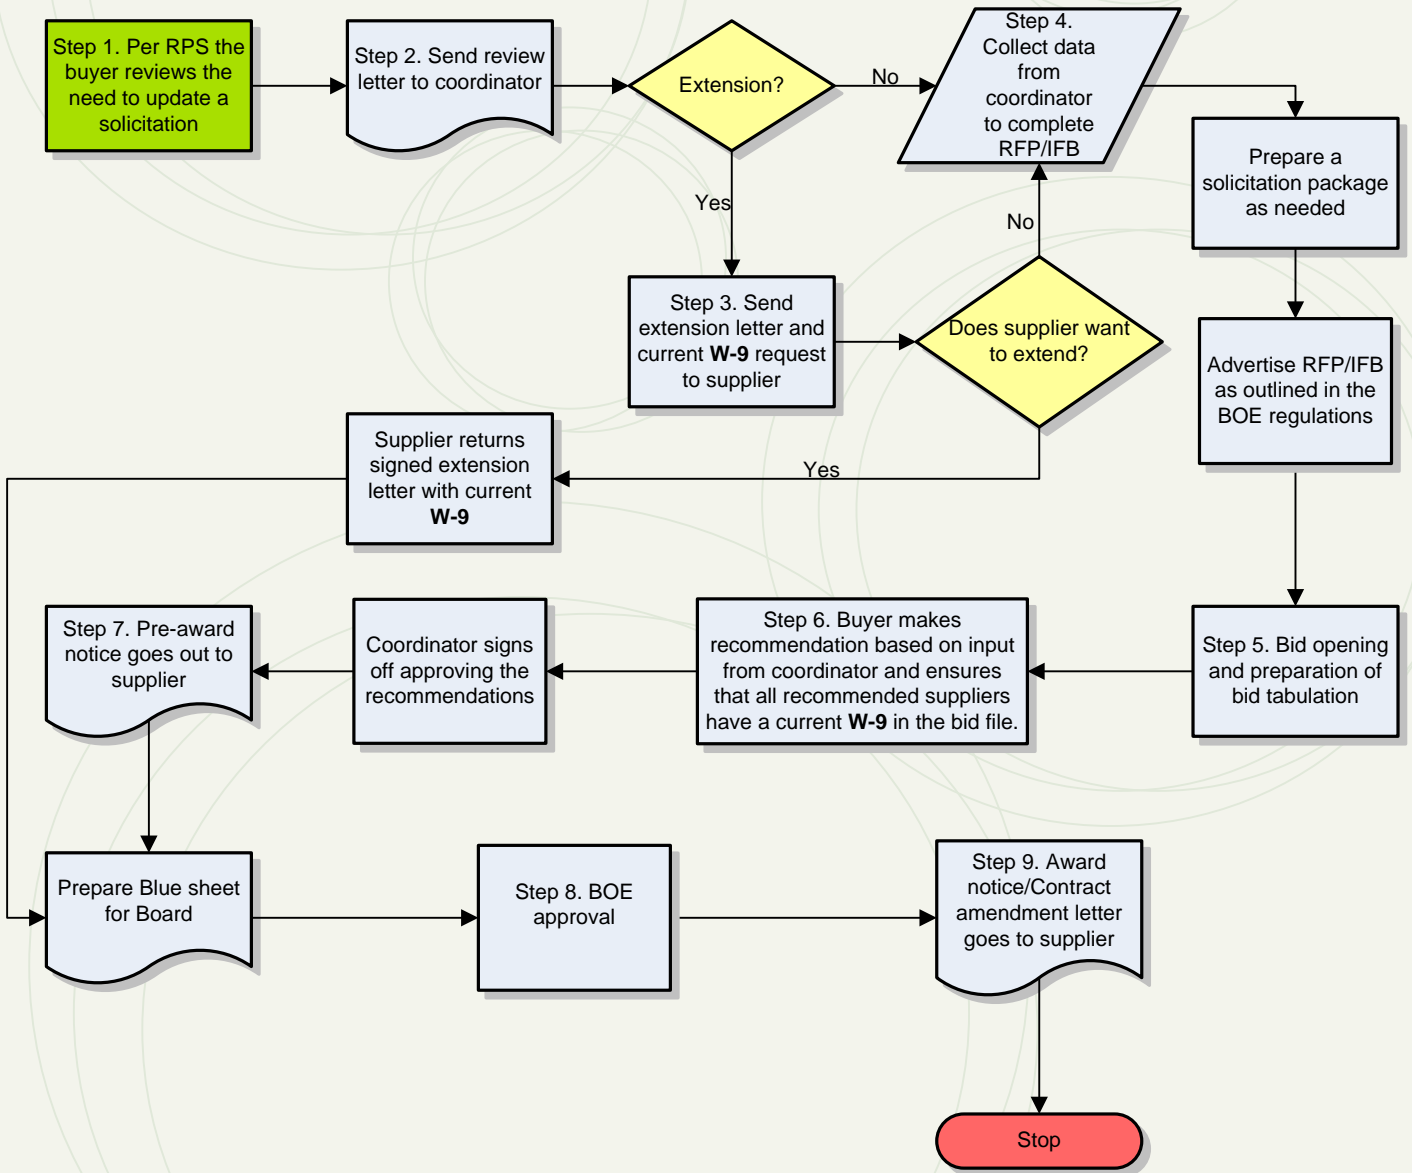 Step 1. Per RPS the
buyer reviews the
need to update a
solicitation
Step 2. Send review
letter to coordinator
Extension?
No
Step 4.
Collect data
from
coordinator
to complete
RFP/IFB
Prepare a
solicitation package
as needed
Yes
No
Step 3. Send
extension letter and
current W-9 request
to supplier
Does supplier want
to extend?
Advertise RFP/IFB
as outlined in the
BOE regulations
Supplier returns
signed extension
letter with current
W-9
Yes
Step 7. Pre-award
notice goes out to
supplier
Coordinator signs
off approving the
recommendations
Step 6. Buyer makes
recommendation based on input
from coordinator and ensures
that all recommended suppliers
have a current W-9 in the bid file.
Step 5. Bid opening
and preparation of
bid tabulation
Prepare Blue sheet
for Board
Step 8. BOE
approval
Step 9. Award
notice/Contract
amendment letter
goes to supplier
Stop